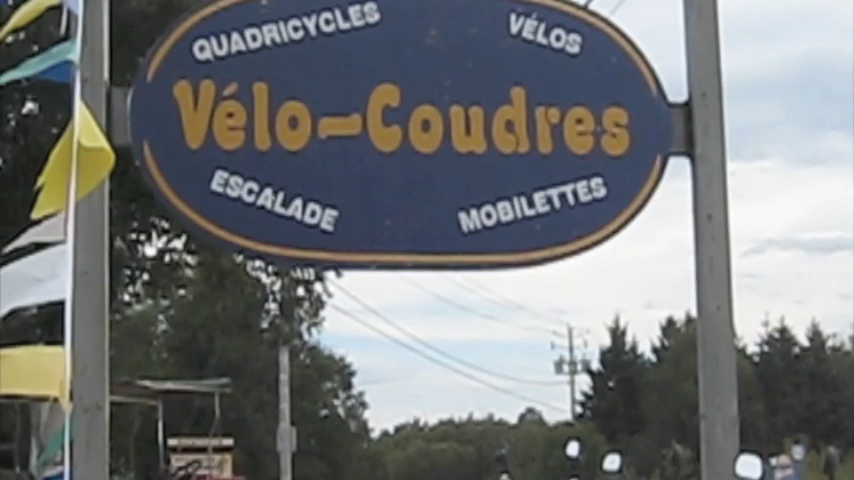 QUADRICYCLES
VÉLOS
Vélo-Coudres
ESCALADE
MOBILETTES